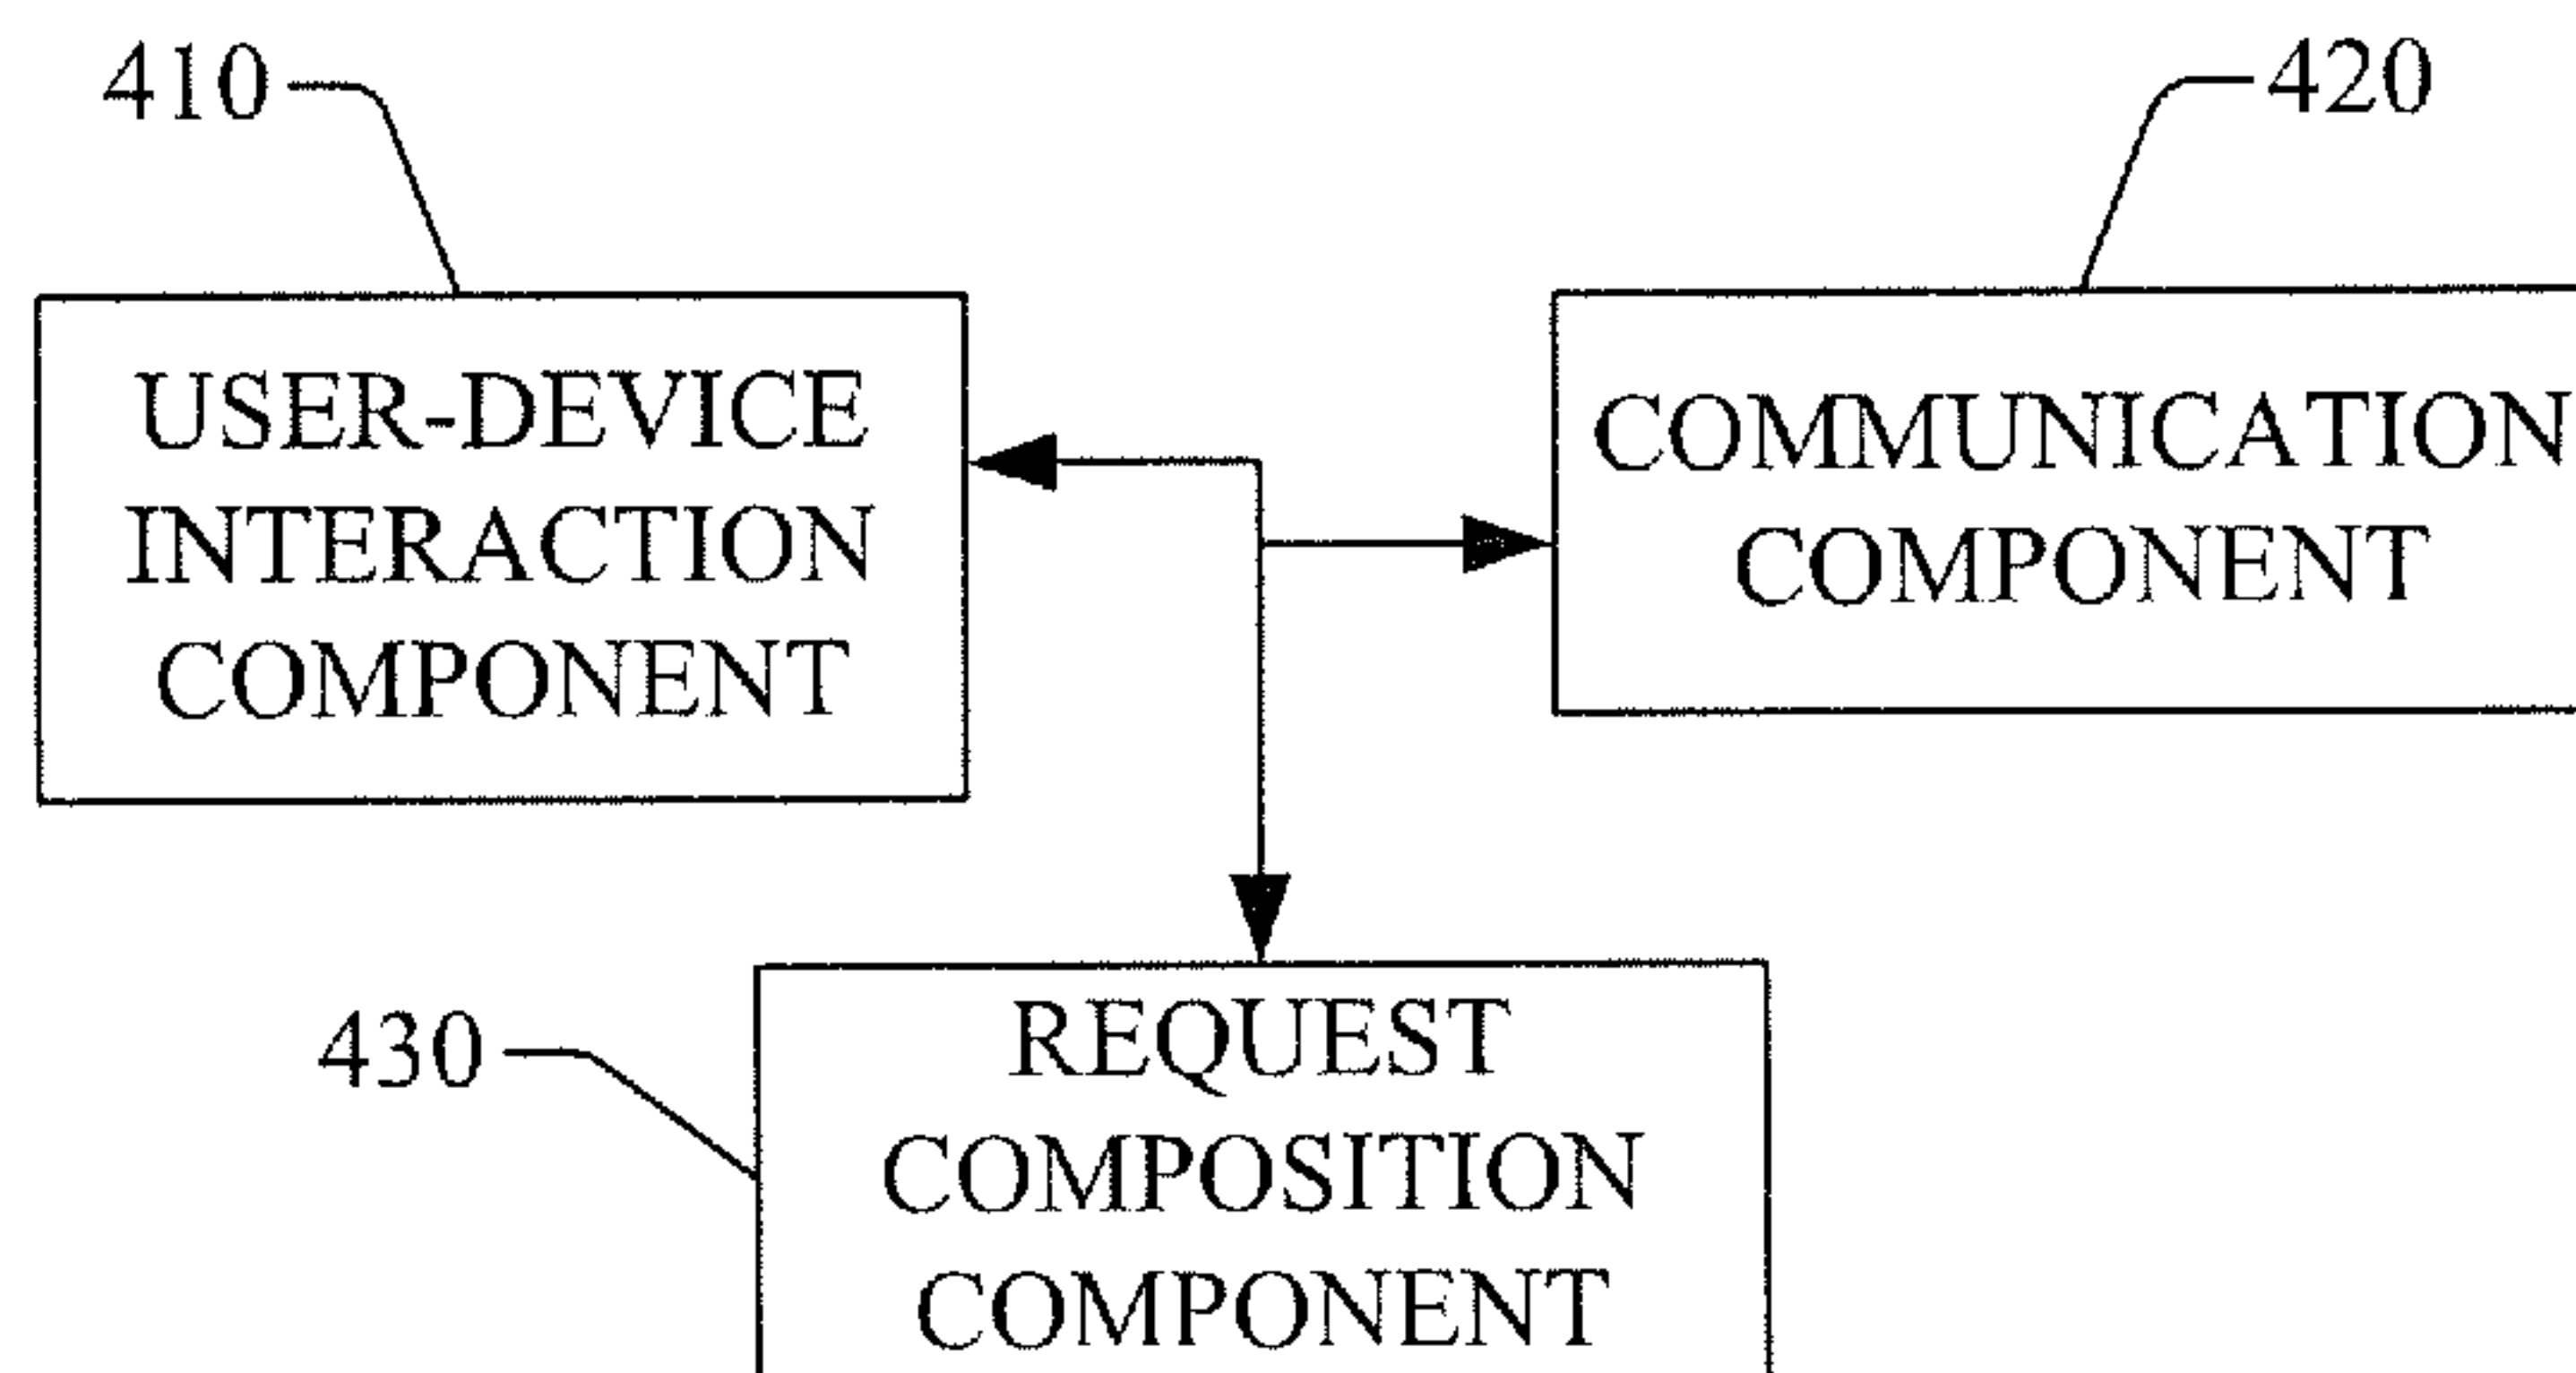 410
420
USER-DEVICE
INTERACTION
COMPONENT
COMMUNICATION
COMPONENT
430
REQUEST
COMPOSITION
COMPONENT